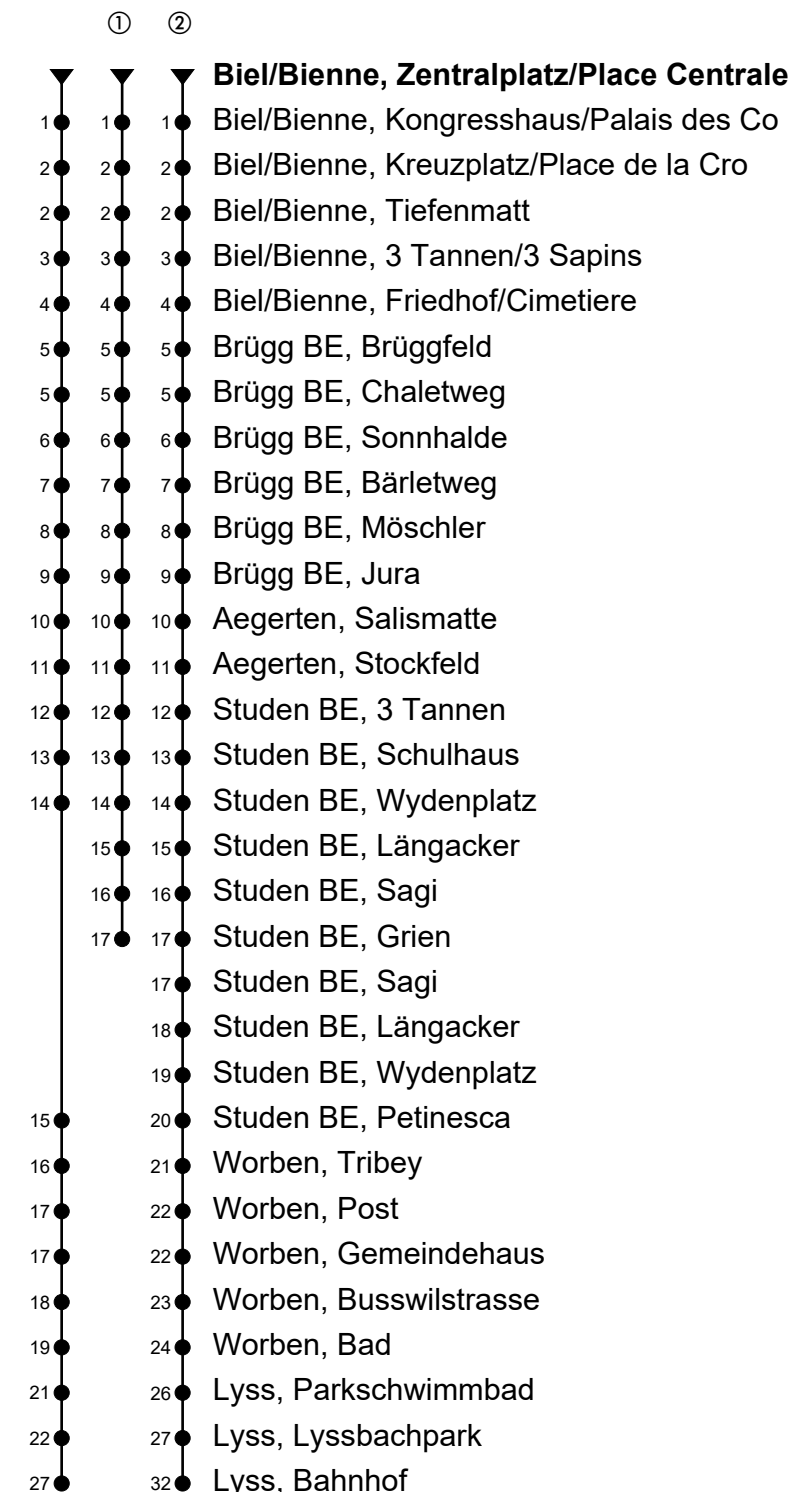 ① ②
Biel/Bienne, Zentralplatz/Place Centrale
1 1 1 Biel/Bienne, Kongresshaus/Palais des Co
2 2 2 Biel/Bienne, Kreuzplatz/Place de la Cro
2 2 2 Biel/Bienne, Tiefenmatt
3 3 3 Biel/Bienne, 3 Tannen/3 Sapins
4 4 4 Biel/Bienne, Friedhof/Cimetiere
5 5 5 Brügg BE, Brüggfeld
5 5 5 Brügg BE, Chaletweg
6 6 6 Brügg BE, Sonnhalde
7 7 7 Brügg BE, Bärletweg
8 8 8 Brügg BE, Möschler
9 9 9 Brügg BE, Jura
10 10 10 Aegerten, Salismatte
11 11 11 Aegerten, Stockfeld
12 12 12 Studen BE, 3 Tannen
13 13 13 Studen BE, Schulhaus
14 14 14 Studen BE, Wydenplatz
15 15 Studen BE, Längacker
16 16 Studen BE, Sagi
17 17 Studen BE, Grien
17 Studen BE, Sagi
18 Studen BE, Längacker
19 Studen BE, Wydenplatz
15 20 Studen BE, Petinesca
16 21 Worben, Tribey
17 22 Worben, Post
17 22 Worben, Gemeindehaus
18 23 Worben, Busswilstrasse
19 24 Worben, Bad
21 26 Lyss, Parkschwimmbad
22 27 Lyss, Lyssbachpark
27 32 Lyss, Bahnhof